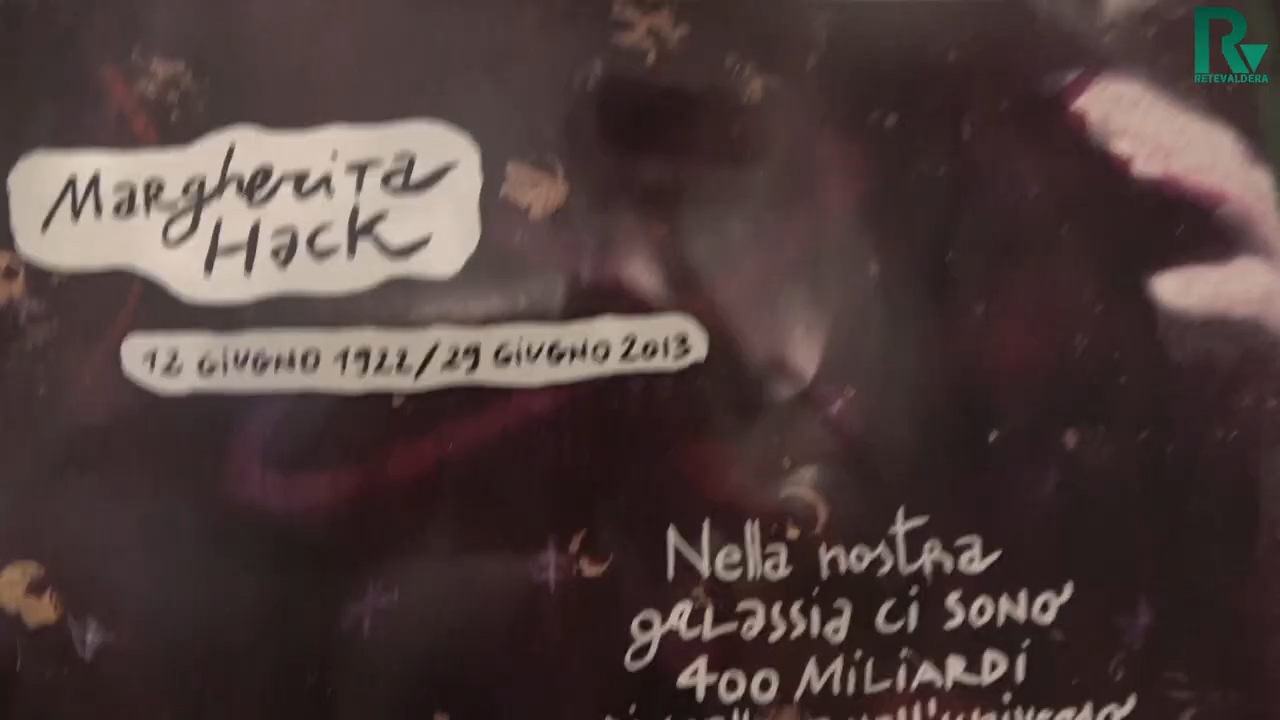 RETEVALDERA
Margherita
Hack
12 GIUGNO 1922/29 GIUGNO 2013
Nella nostra
galassia ci sono
400 MILIARDI